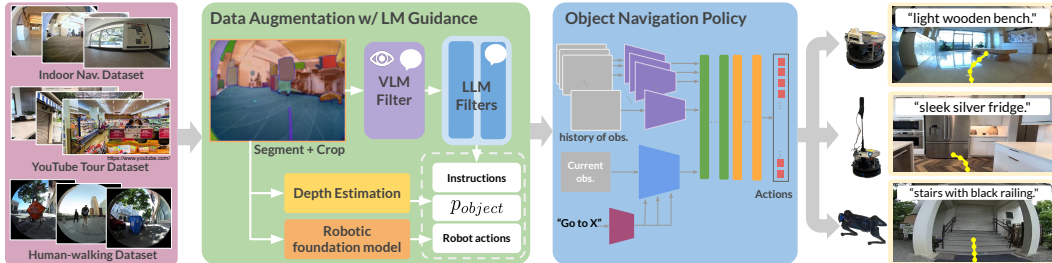 Indoor Nav. Dataset
https://www.youtube.com/
YouTube Tour Dataset
Human-walking Dataset
Data Augmentation w/ LM Guidance
Segment + Crop
VLM
Filter
LLM
Filters
Depth Estimation
Robotic
foundation model
Instructions
pobject
Robot actions
Object Navigation Policy
history of obs.
Current
obs.
"Go to X"
Actions
"light wooden bench."
"sleek silver fridge."
"stairs with black railing."